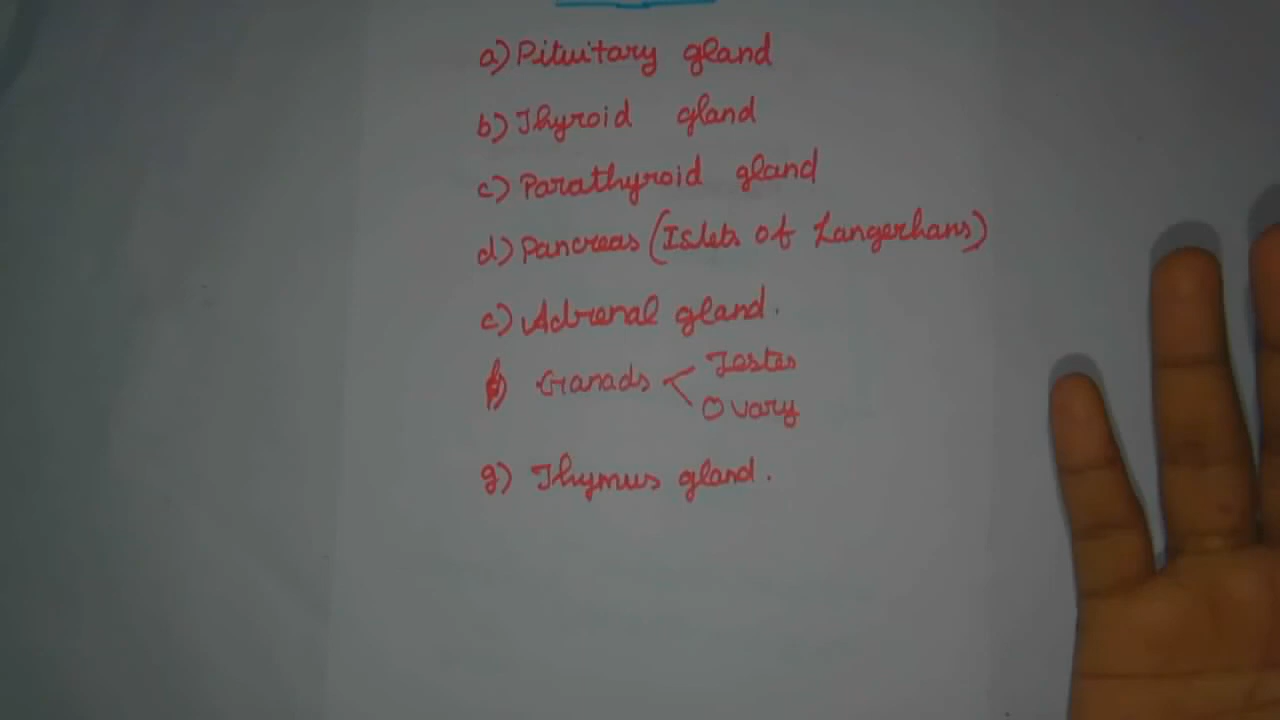 a) Pituitary gland
b) Thyroid gland
c) Parathyroid gland
d) Pancreas (Islets of Langerhans)
e) Adrenal gland.
f) Gonads < Testes
Ovary
g) Thymus gland.